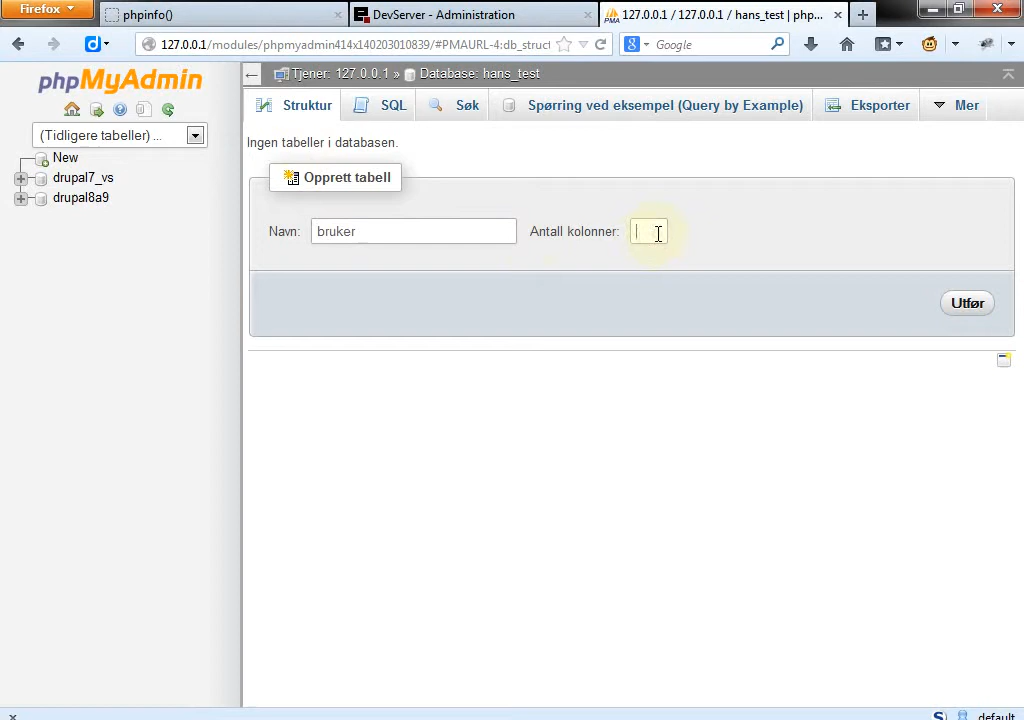 Firefox
phpinfo()
DevServer - Administration
127.0.0.1 / 127.0.0.1 / hans_test | php...
127.0.0.1/modules/phpmyadmin414x140203010839/#PMAURL-4:db_struct
Google
phpMyAdmin
(Tidligere tabeller) ...
New
drupal7_vs
drupal8a9
Tjener: 127.0.0.1 » Database: hans_test
Struktur
SQL
Søk
Spørring ved eksempel (Query by Example)
Eksporter
Mer
Ingen tabeller i databasen.
Opprett tabell
Navn: bruker Antall kolonner:
Utfør
default